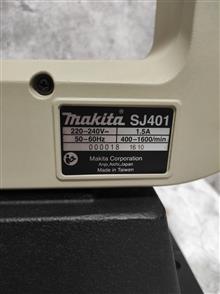 makita SJ401
220-240V~ 1.5A
50-60Hz 400-1600/min
000018 16 10
Makita Corporation
Anjo, Aichi, Japan
Made in Taiwan